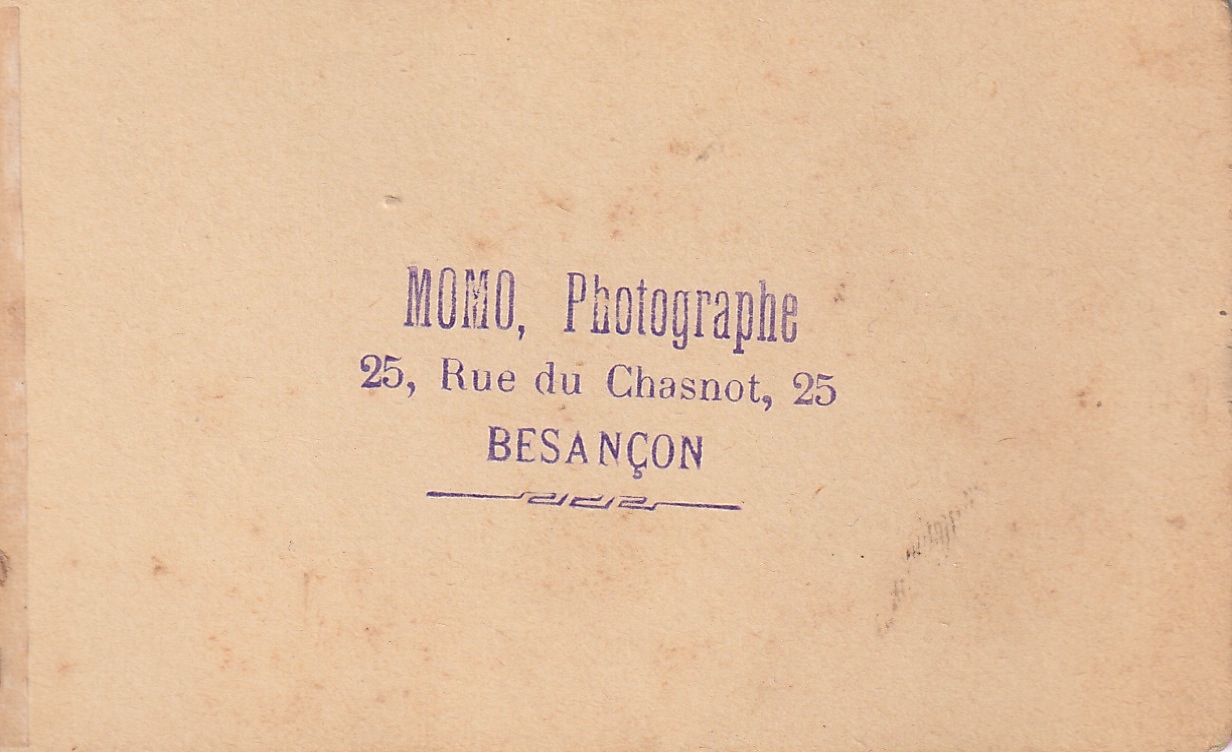 MOMO, Photographe
25, Rue du Chasnot, 25
BESANÇON